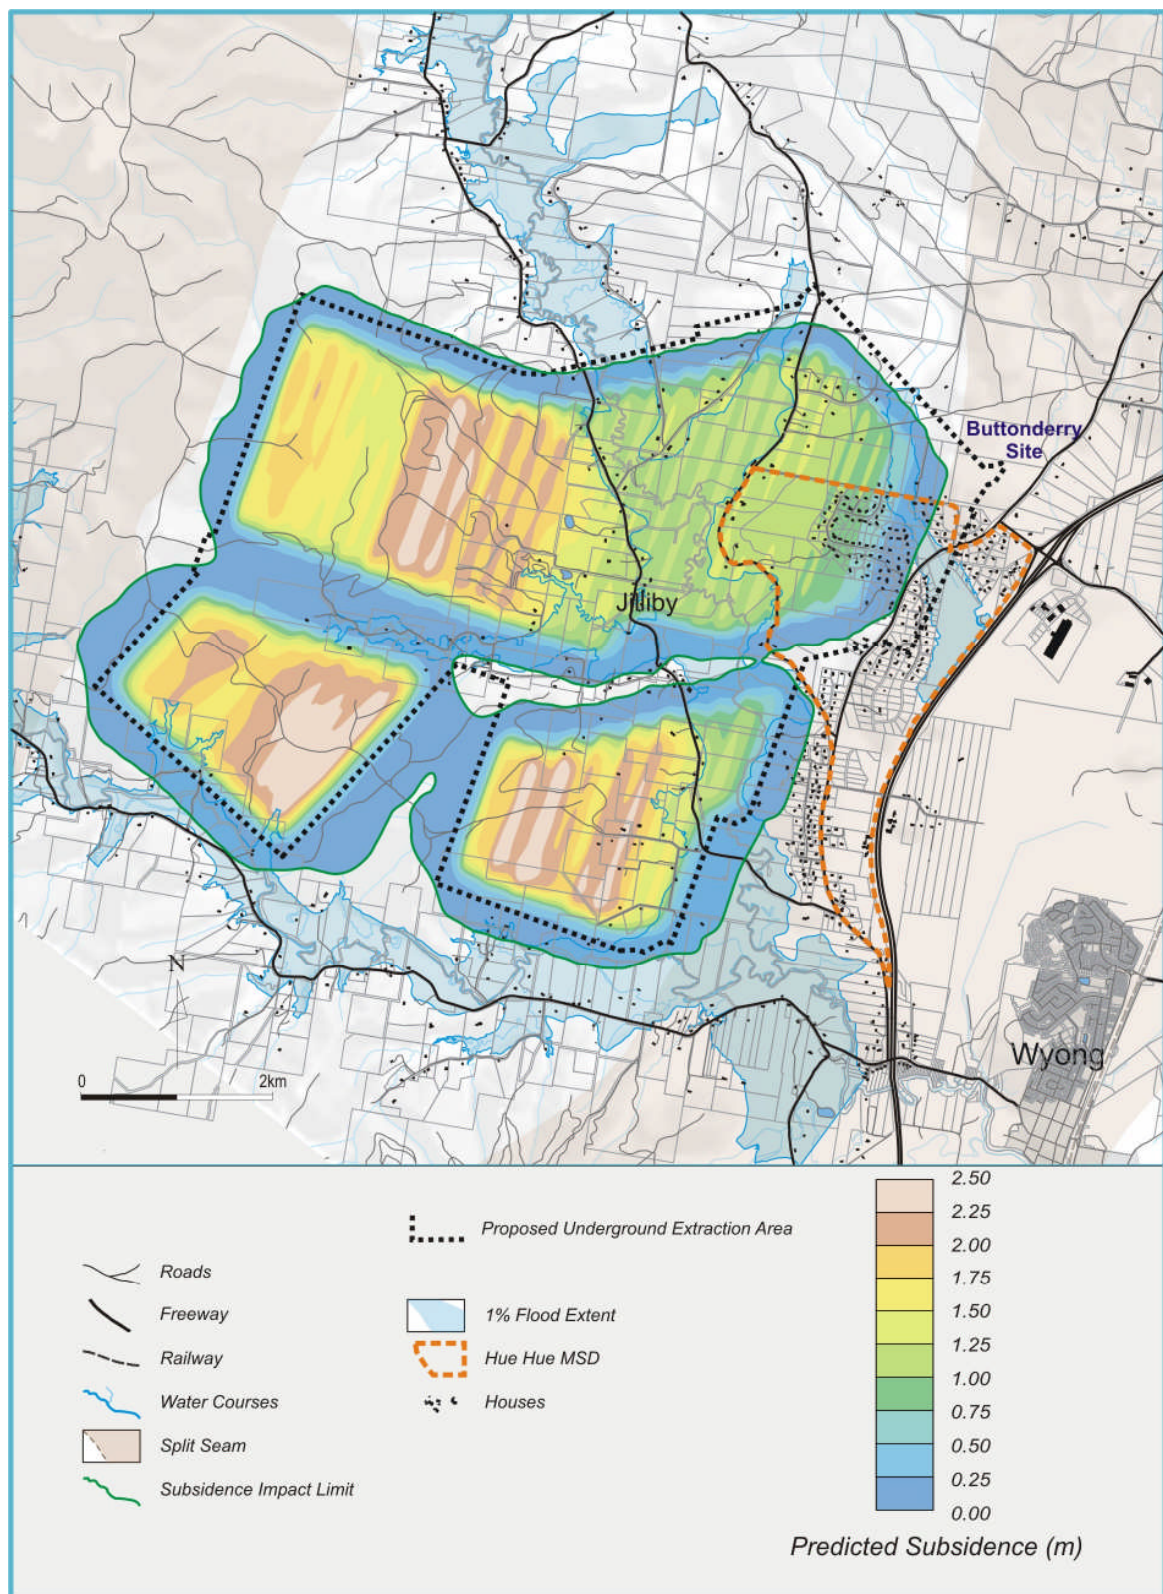 Buttonderry
Site
Jilliby
N
0
2km
Wyong
Roads
Freeway
Railway
Water Courses
Split Seam
Subsidence Impact Limit
Proposed Underground Extraction Area
1% Flood Extent
Hue Hue MSD
Houses
2.50
2.25
2.00
1.75
1.50
1.25
1.00
0.75
0.50
0.25
0.00
Predicted Subsidence (m)